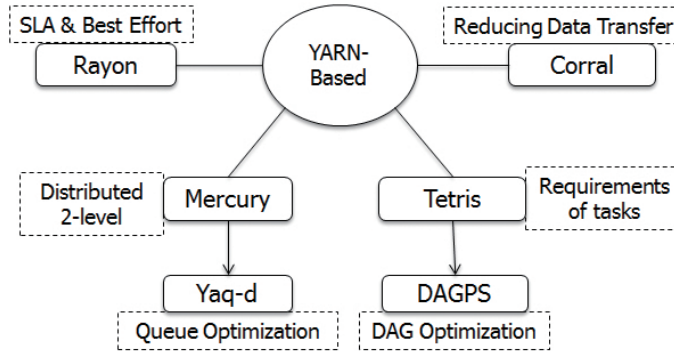 SLA & Best Effort
Rayon
YARN-
Based
Reducing Data Transfer
Corral
Distributed
2-level
Mercury
Tetris
Requirements
of tasks
Yaq-d
Queue Optimization
DAGPS
DAG Optimization